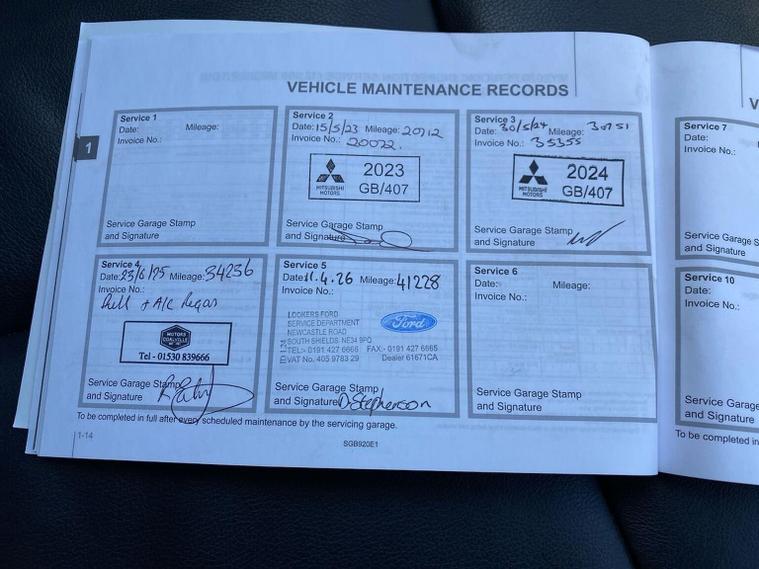 VEHICLE MAINTENANCE RECORDS
1
Service 1
Date: Mileage:
Invoice No.:
Service Garage Stamp
and Signature
Service 2
Date: 15/5/23 Mileage: 20712
Invoice No.: 20022.
MITSUBISHI
MOTORS
2023
GB/407
Service Garage Stamp
and Signature
Service 3
Date: 30/5/24 Mileage: 30751
Invoice No.: 35355
MITSUBISHI
MOTORS
2024
GB/407
Service Garage Stamp
and Signature
Service 4
Date: 23/6/25 Mileage: 34236
Invoice No.:
Full + A/C Regas
MOTORS
COALVILLE
Tel - 01530 839666
Service Garage Stamp
and Signature
Service 5
Date: 11.4.26 Mileage: 41228
Invoice No.:
LOOKERS FORD
SERVICE DEPARTMENT
NEWCASTLE ROAD
SOUTH SHIELDS. NE34 9PQ
TEL:- 0191 427 6666 FAX:- 0191 427 6665
VAT No. 405 9783 29 Dealer 61671CA
Ford
Service Garage Stamp
and Signature D. Stephenson
Service 6
Date: Mileage:
Invoice No.:
Service Garage Stamp
and Signature
To be completed in full after every scheduled maintenance by the servicing garage.
1-14
SGB920E1
V
Service 7
Date:
Invoice No.:
Service Garage S
and Signature
Service 10
Date:
Invoice No.:
Service Garage
and Signature
To be completed in